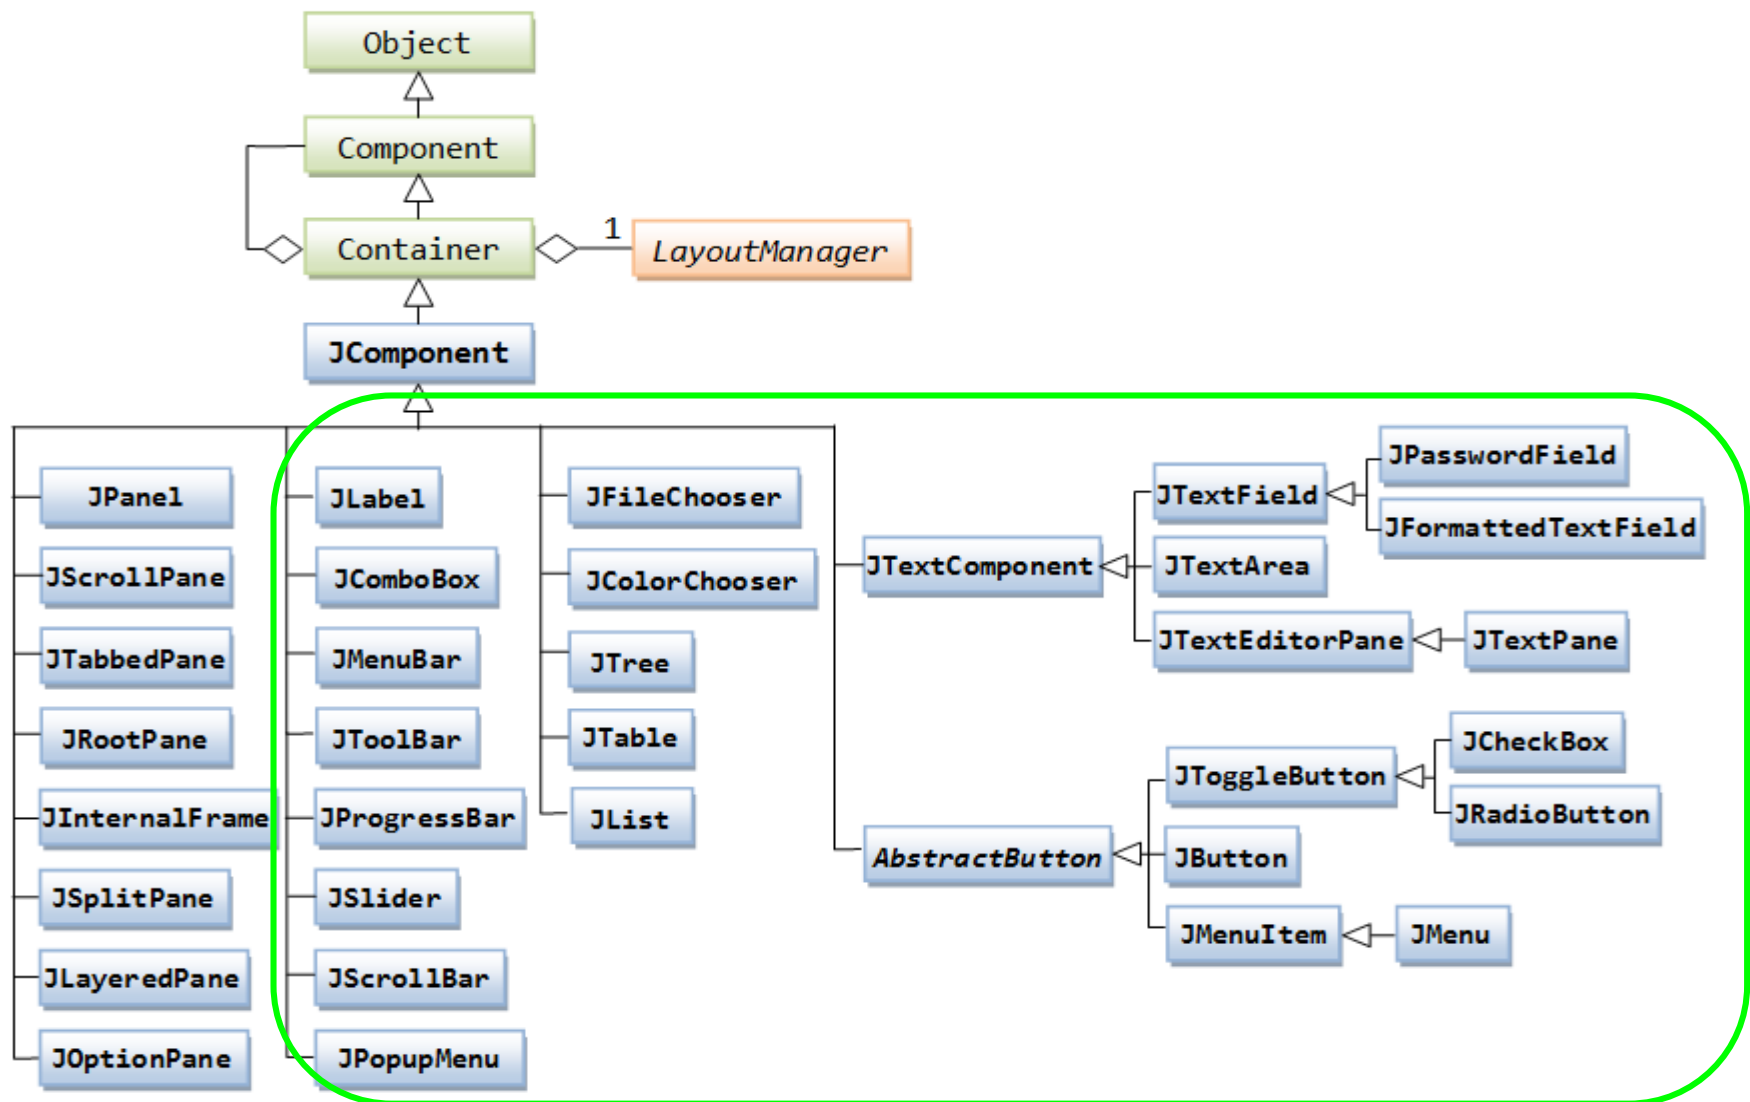 Object
Component
Container
1
LayoutManager
JComponent
JPanel
JScrollPane
JTabbedPane
JRootPane
JInternalFrame
JSplitPane
JLayeredPane
JOptionPane
JLabel
JComboBox
JMenuBar
JToolBar
JProgressBar
JSlider
JScrollBar
JPopupMenu
JFileChooser
JColorChooser
JTree
JTable
JList
JTextComponent
JTextField
JPasswordField
JFormattedTextField
JTextArea
JTextEditorPane
JTextPane
AbstractButton
JToggleButton
JCheckBox
JRadioButton
JButton
JMenuItem
JMenu